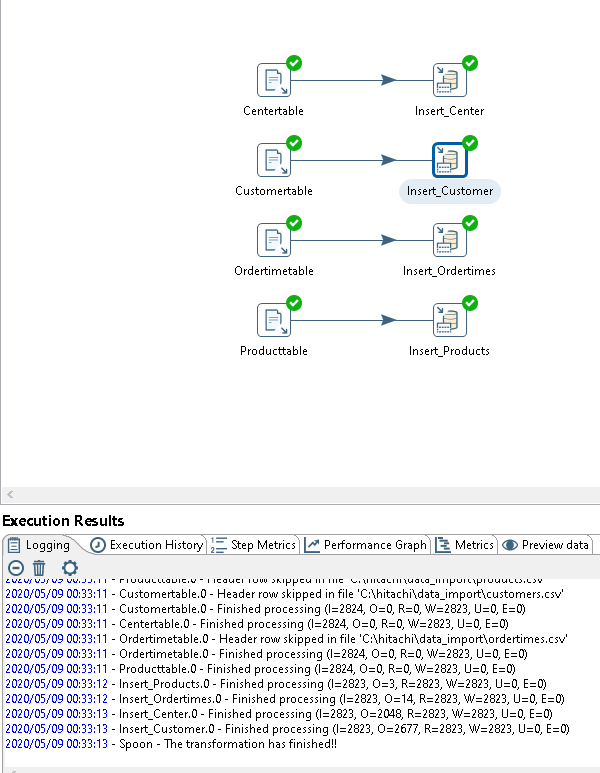 Centertable
Insert_Center
Customertable
Insert_Customer
Ordertimetable
Insert_Ordertimes
Producttable
Insert_Products
Execution Results
Logging Execution History Step Metrics Performance Graph Metrics Preview data
2020/05/09 00:33:11 - Producttable.0 - Header row skipped in file 'C:\hitachi\data_import\products.csv'
2020/05/09 00:33:11 - Customertable.0 - Header row skipped in file 'C:\hitachi\data_import\customers.csv'
2020/05/09 00:33:11 - Customertable.0 - Finished processing (I=2824, O=0, R=0, W=2823, U=0, E=0)
2020/05/09 00:33:11 - Centertable.0 - Finished processing (I=2824, O=0, R=0, W=2823, U=0, E=0)
2020/05/09 00:33:11 - Ordertimetable.0 - Header row skipped in file 'C:\hitachi\data_import\ordertimes.csv'
2020/05/09 00:33:11 - Ordertimetable.0 - Finished processing (I=2824, O=0, R=0, W=2823, U=0, E=0)
2020/05/09 00:33:11 - Producttable.0 - Finished processing (I=2824, O=0, R=0, W=2823, U=0, E=0)
2020/05/09 00:33:12 - Insert_Products.0 - Finished processing (I=2823, O=3, R=2823, W=2823, U=0, E=0)
2020/05/09 00:33:12 - Insert_Ordertimes.0 - Finished processing (I=2823, O=14, R=2823, W=2823, U=0, E=0)
2020/05/09 00:33:13 - Insert_Center.0 - Finished processing (I=2823, O=2048, R=2823, W=2823, U=0, E=0)
2020/05/09 00:33:13 - Insert_Customer.0 - Finished processing (I=2823, O=2677, R=2823, W=2823, U=0, E=0)
2020/05/09 00:33:13 - Spoon - The transformation has finished!!